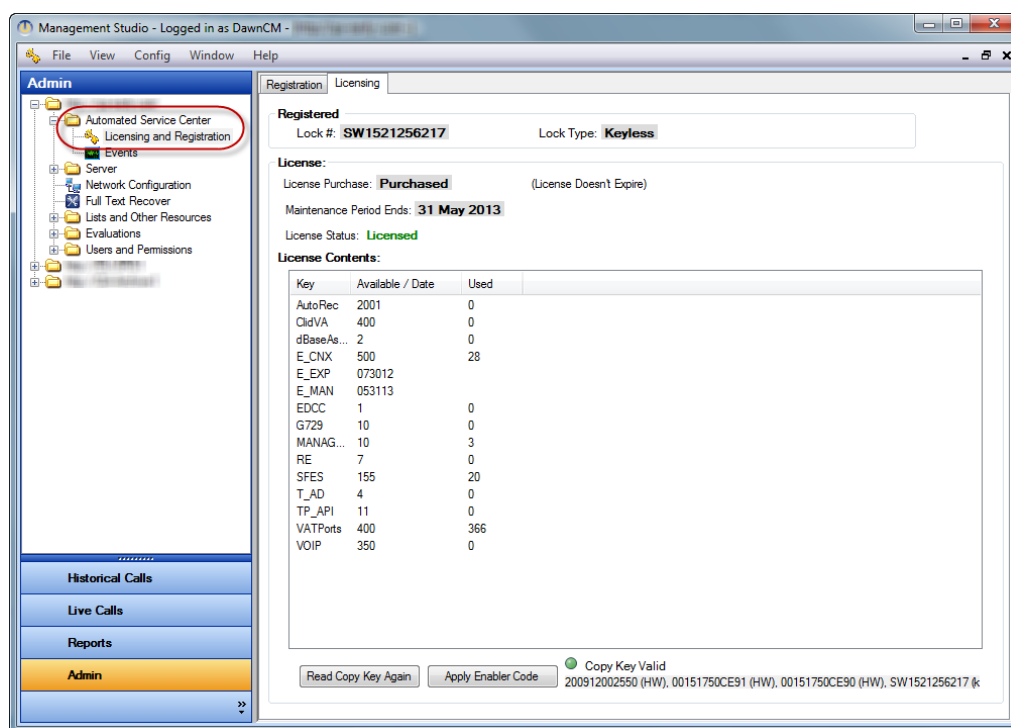 Management Studio - Logged in as DawnCM -
File View Config Window Help
Admin
Automated Service Center
Licensing and Registration
Events
Server
Network Configuration
Full Text Recover
Lists and Other Resources
Evaluations
Users and Permissions
Historical Calls
Live Calls
Reports
Admin
Registration Licensing
Registered
Lock #: SW1521256217 Lock Type: Keyless
License:
License Purchase: Purchased (License Doesn't Expire)
Maintenance Period Ends: 31 May 2013
License Status: Licensed
License Contents:
Key Available / Date Used
AutoRec 2001 0
ClidVA 400 0
dBaseAs... 2 0
E_CNX 500 28
E_EXP 073012
E_MAN 053113
EDCC 1 0
G729 10 0
MANAG... 10 3
RE 7 0
SFES 155 20
T_AD 4 0
TP_API 11 0
VATPorts 400 366
VOIP 350 0
Read Copy Key Again Apply Enabler Code Copy Key Valid
200912002550 (HW), 00151750CE91 (HW), 00151750CE90 (HW), SW1521256217 (k